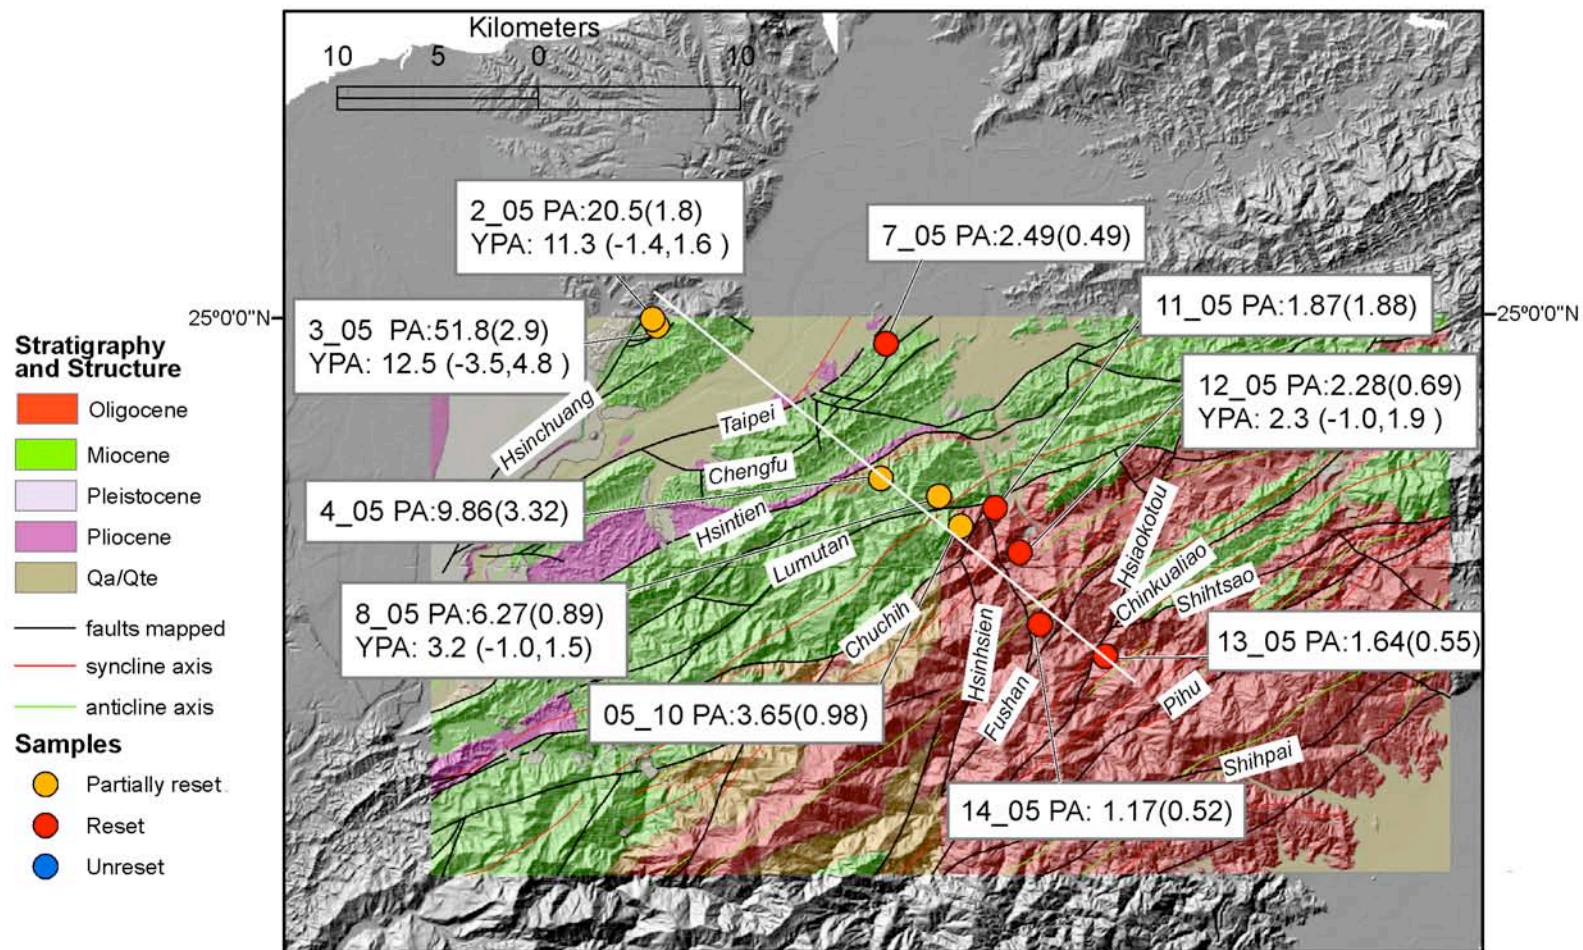 Kilometers
10 5 0 10
2_05 PA:20.5(1.8)
YPA: 11.3 (-1.4,1.6 )
7_05 PA:2.49(0.49)
11_05 PA:1.87(1.88)
25º0'0"N
25º0'0"N
3_05 PA:51.8(2.9)
YPA: 12.5 (-3.5,4.8 )
12_05 PA:2.28(0.69)
YPA: 2.3 (-1.0,1.9 )
Stratigraphy
and Structure
Oligocene
Miocene
Pleistocene
Pliocene
Qa/Qte
faults mapped
syncline axis
anticline axis
Samples
Partially reset
Reset
Unreset
Hsinchuang
Taipei
Chengfu
4_05 PA:9.86(3.32)
Hsintien
Lumutan
Hsiaokotou
Chinkualiao
Shihtsao
8_05 PA:6.27(0.89)
YPA: 3.2 (-1.0,1.5)
Chuchih
Hsinhsien
Fushan
13_05 PA:1.64(0.55)
Pihu
05_10 PA:3.65(0.98)
Shihpai
14_05 PA: 1.17(0.52)